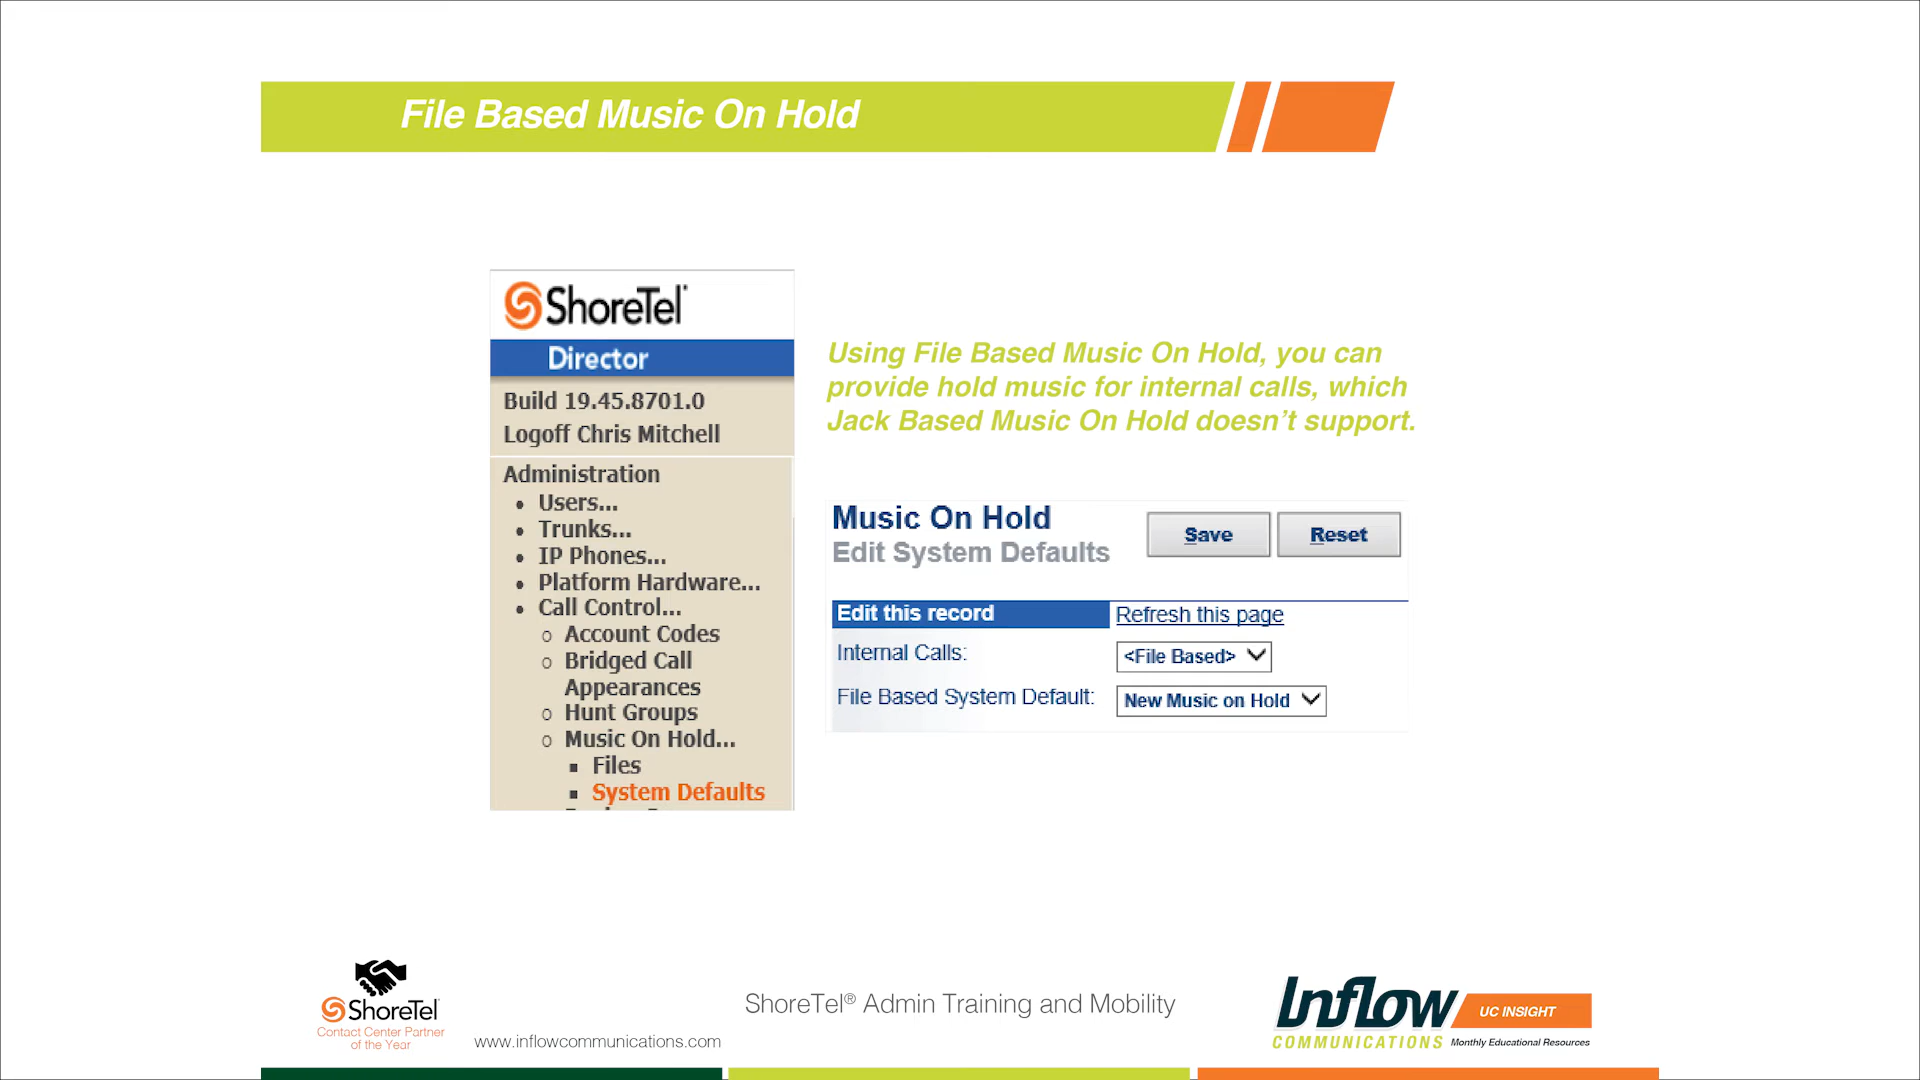 File Based Music On Hold
ShoreTel
Director
Build 19.45.8701.0
Logoff Chris Mitchell
Administration
• Users...
• Trunks...
• IP Phones...
• Platform Hardware...
• Call Control...
o Account Codes
o Bridged Call
Appearances
o Hunt Groups
o Music On Hold...
▪ Files
▪ System Defaults
Using File Based Music On Hold, you can
provide hold music for internal calls, which
Jack Based Music On Hold doesn't support.
Music On Hold
Edit System Defaults
Save Reset
Edit this record Refresh this page
Internal Calls: <File Based>
File Based System Default: New Music on Hold
ShoreTel
Contact Center Partner
of the Year
www.inflowcommunications.com
ShoreTel® Admin Training and Mobility
Inflow
COMMUNICATIONS
UC INSIGHT
Monthly Educational Resources